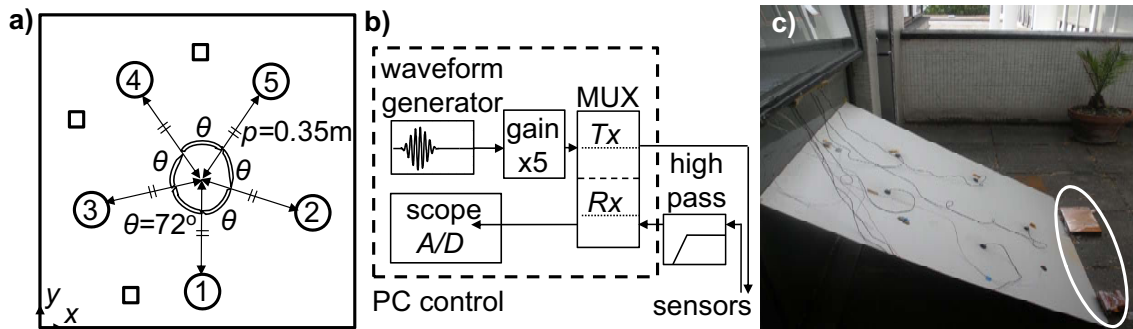 a)
4
5
θ
p=0.35m
θ
θ
3
2
θ=72º
θ
1
y
x
b)
waveform
generator
gain
x5
MUX
Tx
Rx
scope
A/D
high
pass
PC control
sensors
c)